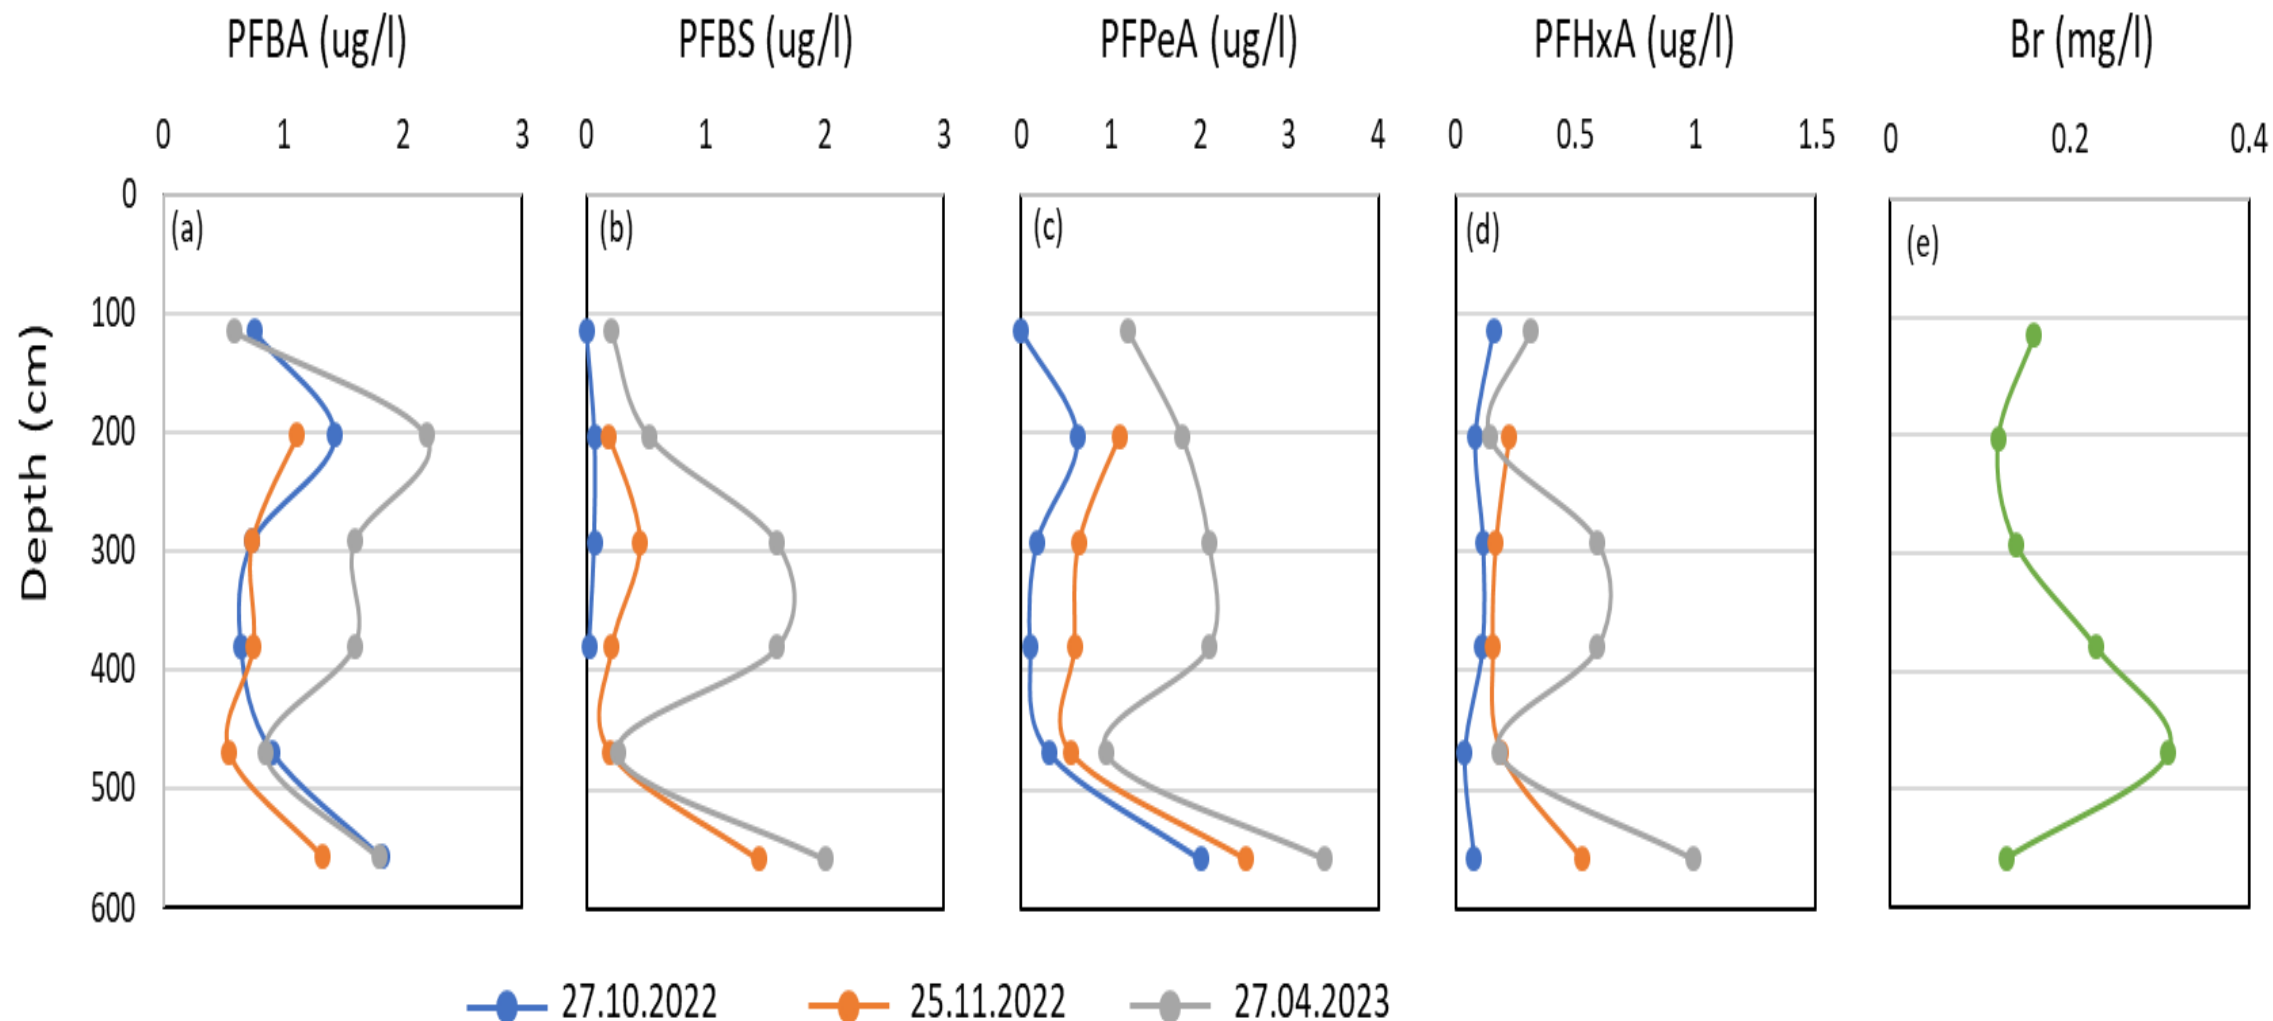 PFBA (ug/l) PFBS (ug/l) PFPeA (ug/l) PFHxA (ug/l) Br (mg/l)
0 1 2 3 0 1 2 3 0 1 2 3 4 0 0.5 1 1.5 0 0.2 0.4
0
(a) (b) (c) (d) (e)
100
200
300
400
500
600
Depth (cm)
27.10.2022 25.11.2022 27.04.2023